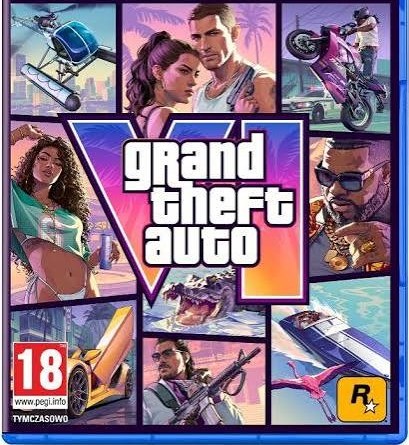 VI
grand
theft
auto
18
www.pegi.info
TYMCZASOWO
R